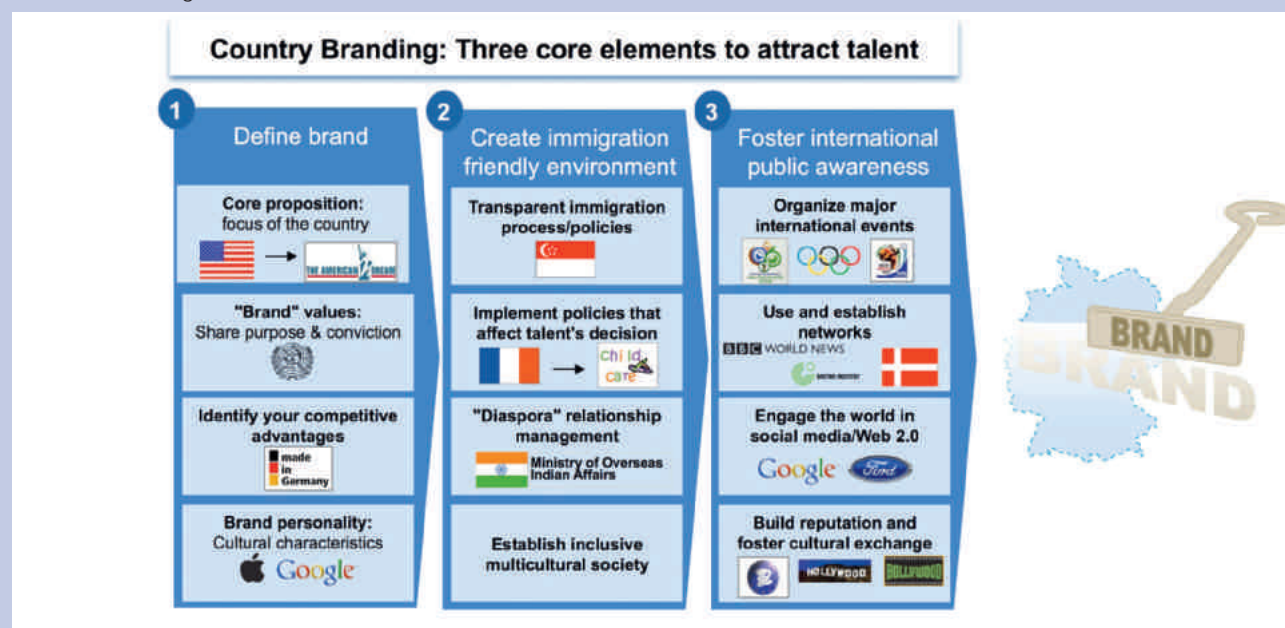 Country Branding: Three core elements to attract talent
1
Define brand
Core proposition:
focus of the country
THE AMERICAN DREAM
"Brand" values:
Share purpose & conviction
Identify your competitive
advantages
made
in
Germany
Brand personality:
Cultural characteristics
Google
2
Create immigration
friendly environment
Transparent immigration
process/policies
Implement policies that
affect talent's decision
child
care
"Diaspora" relationship
management
Ministry of Overseas
Indian Affairs
Establish inclusive
multicultural society
3
Foster international
public awareness
Organize major
international events
Use and establish
networks
BBC WORLD NEWS
Engage the world in
social media/Web 2.0
Google
Ford
Build reputation and
foster cultural exchange
HOLLYWOOD
BOLLYWOOD
BRAND
BRAND